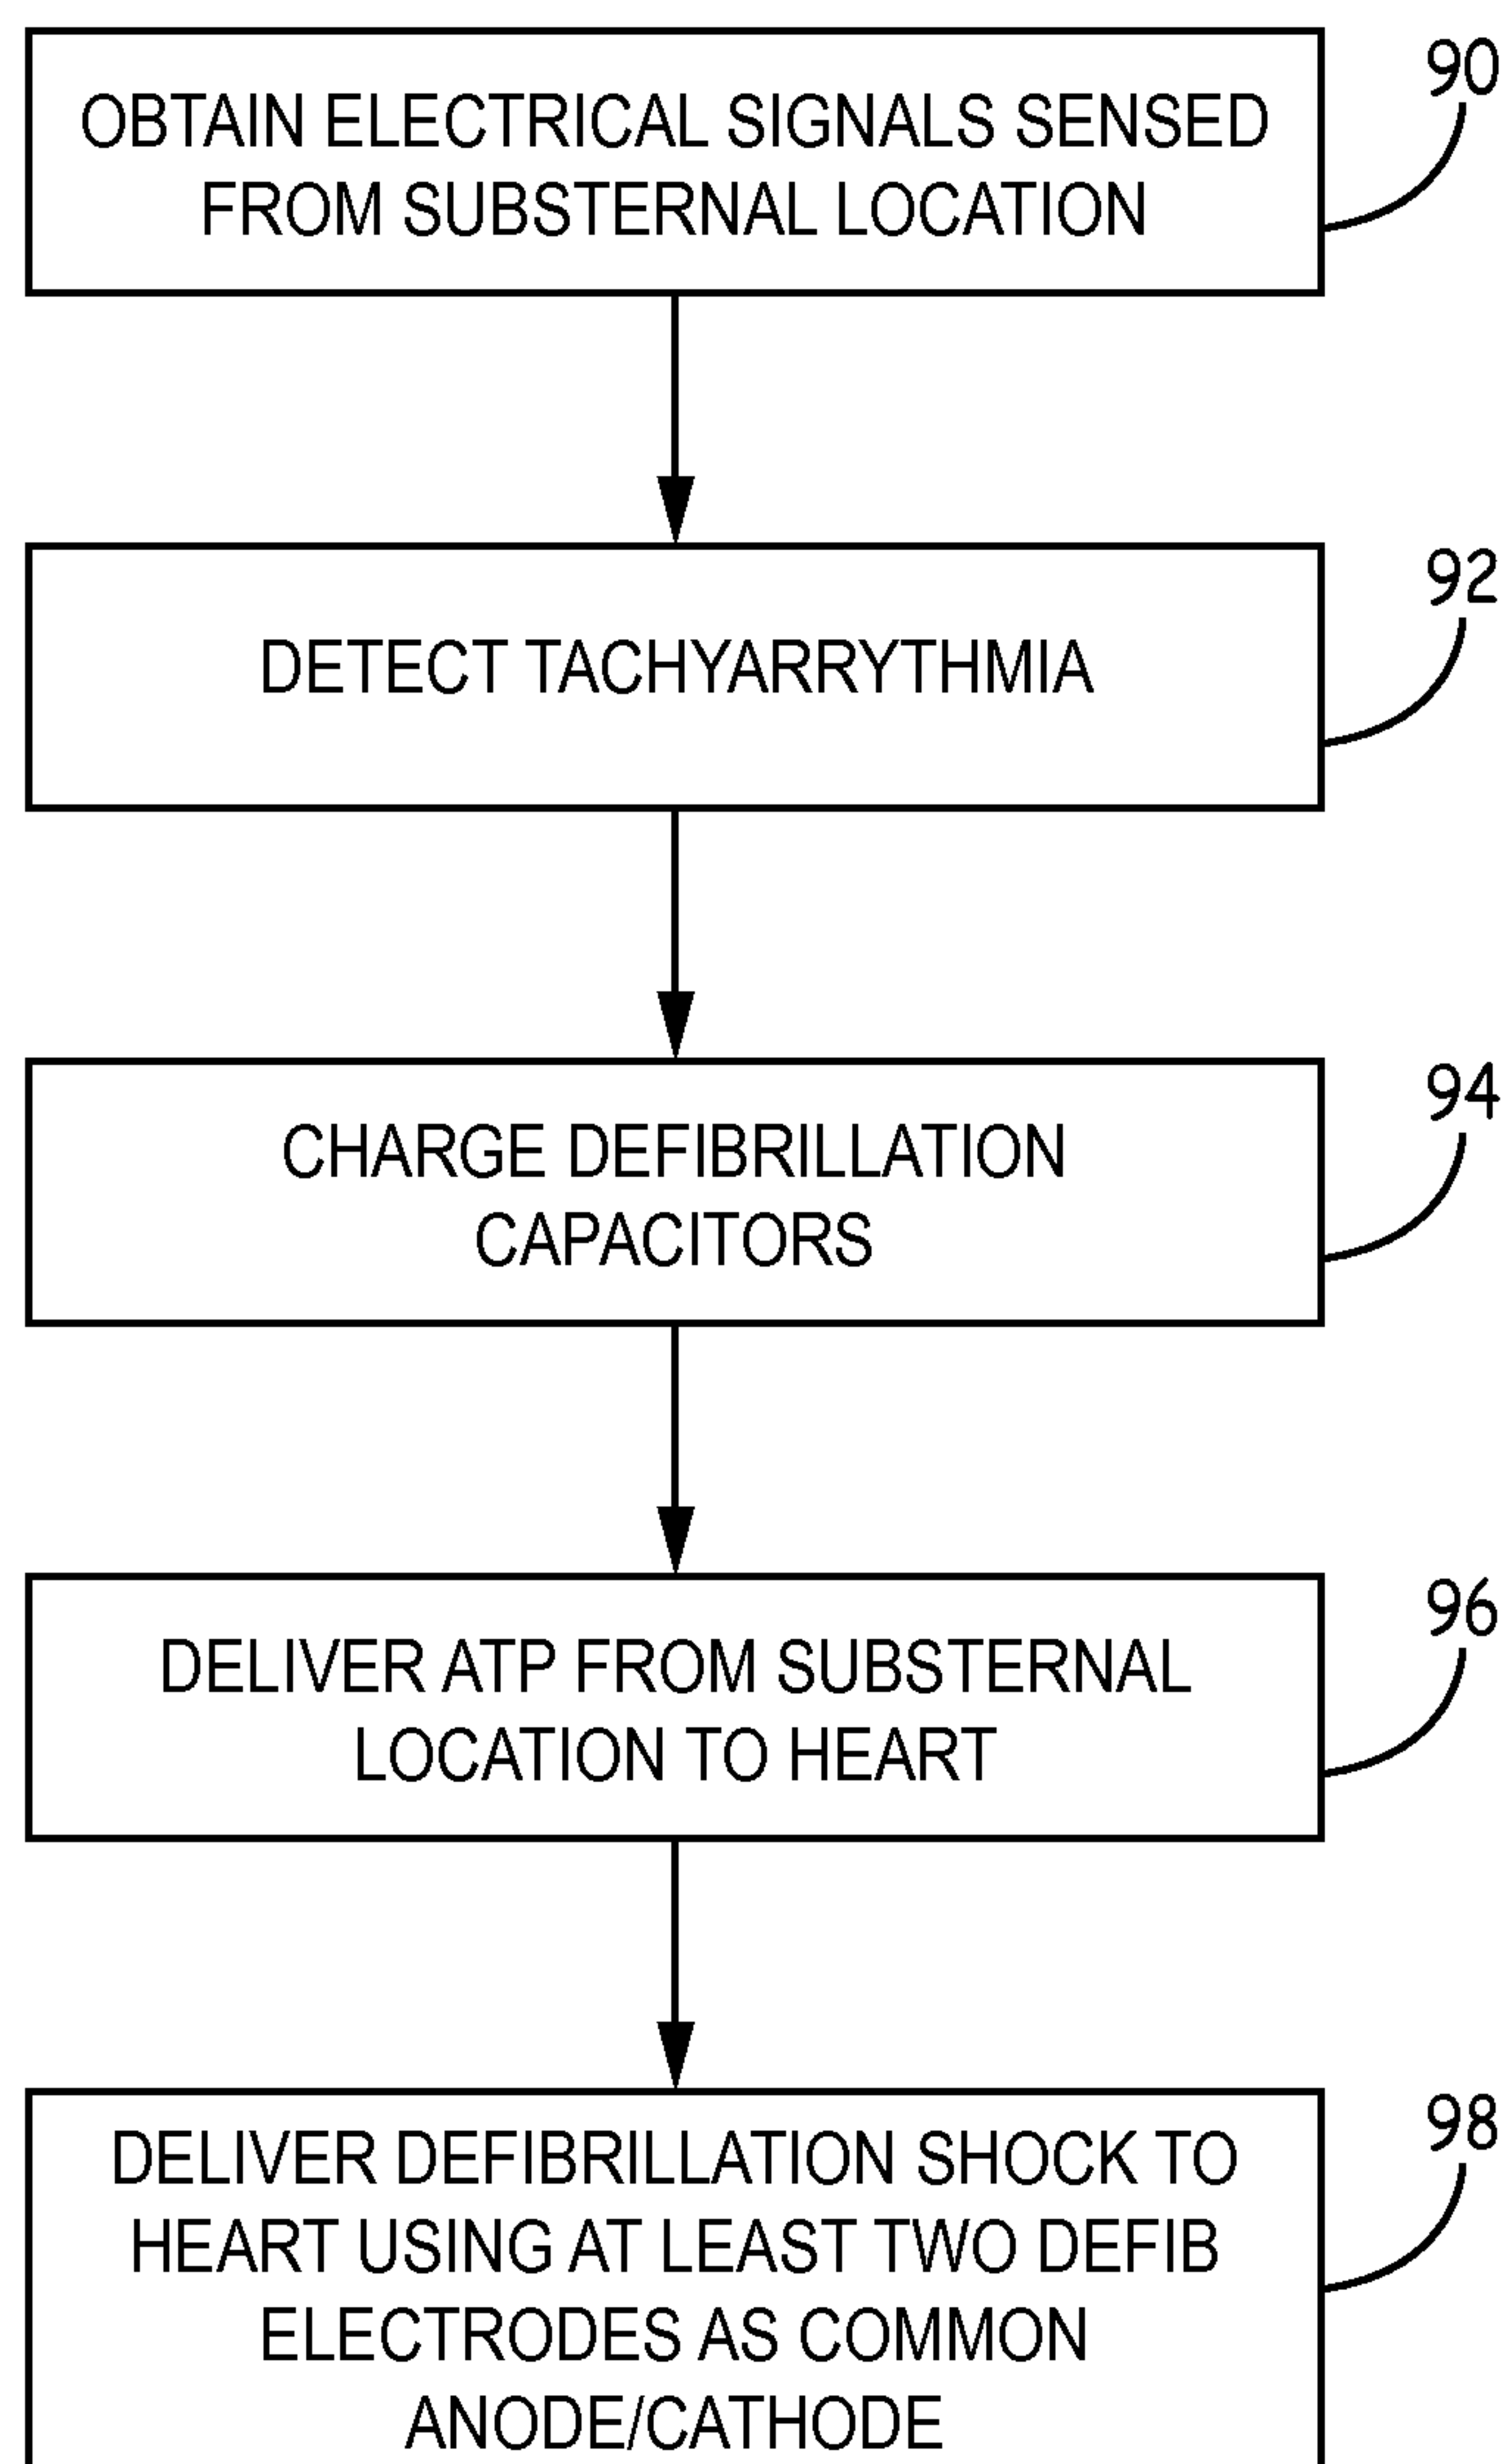 90
OBTAIN ELECTRICAL SIGNALS SENSED
FROM SUBSTERNAL LOCATION
92
DETECT TACHYARRYTHMIA
94
CHARGE DEFIBRILLATION
CAPACITORS
96
DELIVER ATP FROM SUBSTERNAL
LOCATION TO HEART
98
DELIVER DEFIBRILLATION SHOCK TO
HEART USING AT LEAST TWO DEFIB
ELECTRODES AS COMMON
ANODE/CATHODE